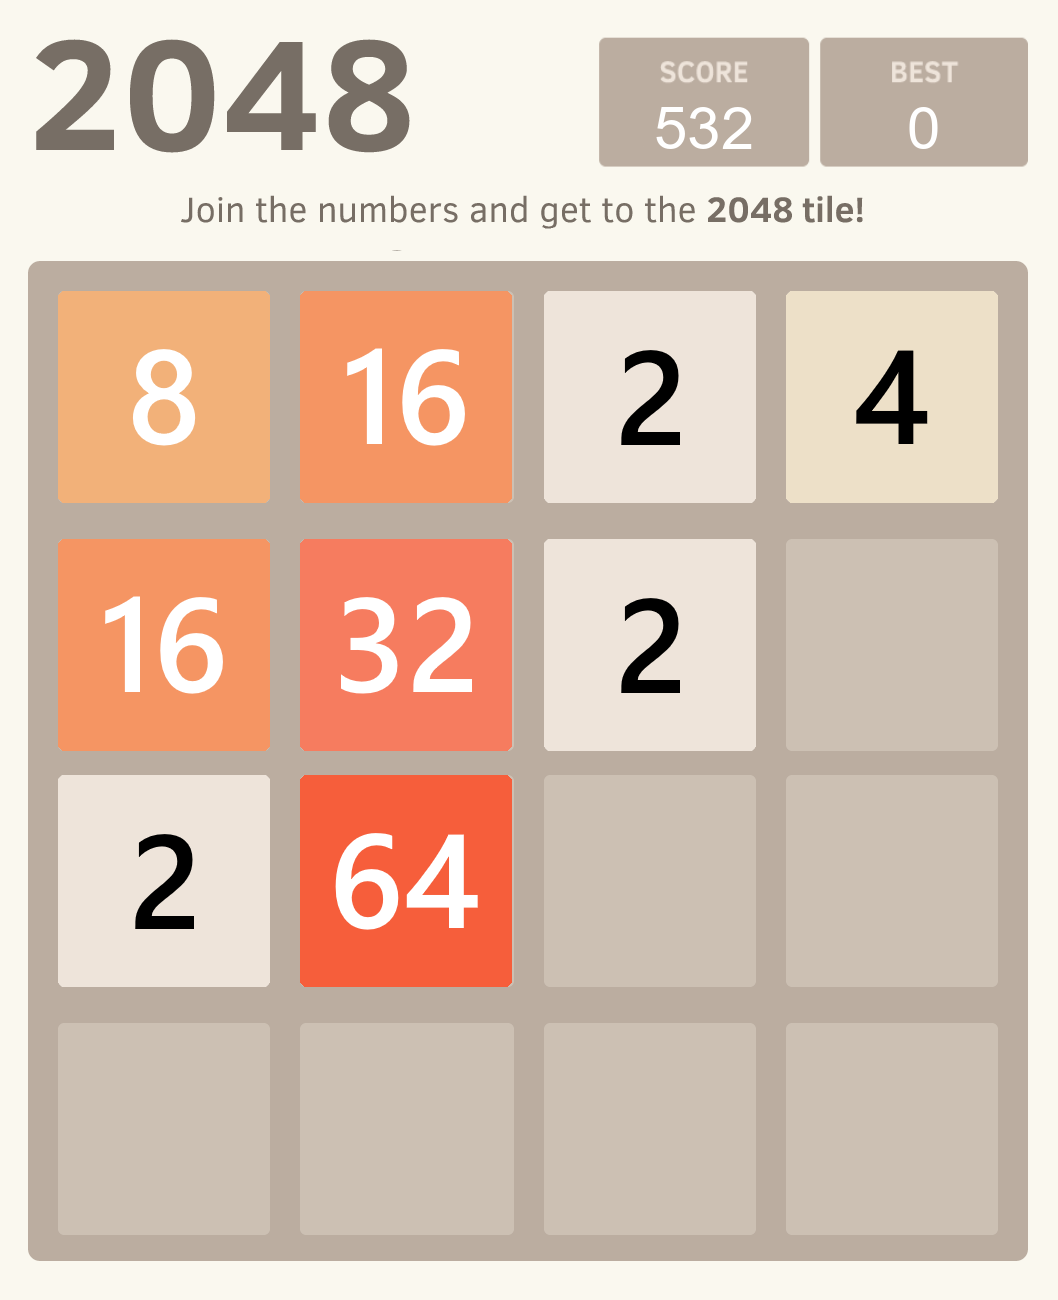 2048
SCORE BEST
532 0
Join the numbers and get to the 2048 tile!
8 16 2 4
16 32 2
2 64